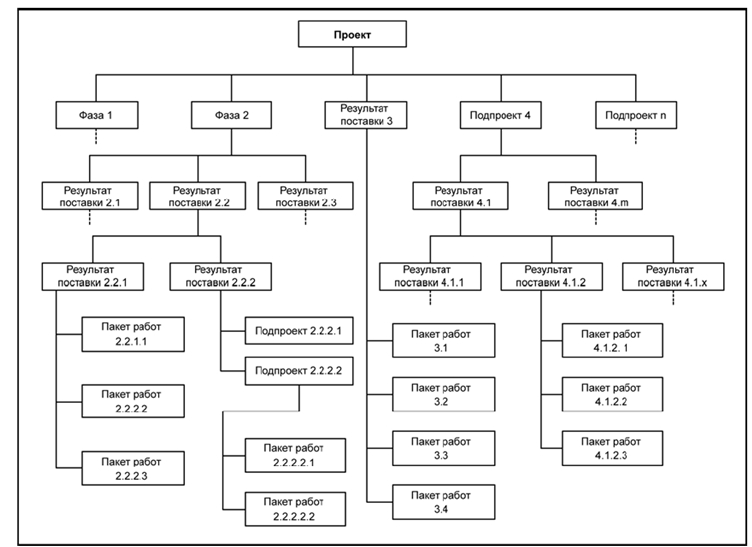 Проект
Фаза 1
Фаза 2
Результат
поставки 3
Подпроект 4
Подпроект n
Результат
поставки 2.1
Результат
поставки 2.2
Результат
поставки 2.3
Результат
поставки 4.1
Результат
поставки 4.m
Результат
поставки 2.2.1
Результат
поставки 2.2.2
Результат
поставки 4.1.1
Результат
поставки 4.1.2
Результат
поставки 4.1.x
Пакет работ
2.2.1.1
Пакет работ
2.2.2.2
Пакет работ
2.2.2.3
Подпроект 2.2.2.1
Подпроект 2.2.2.2
Пакет работ
2.2.2.2.1
Пакет работ
2.2.2.2.2
Пакет работ
3.1
Пакет работ
3.2
Пакет работ
3.3
Пакет работ
3.4
Пакет работ
4.1.2. 1
Пакет работ
4.1.2.2
Пакет работ
4.1.2.3